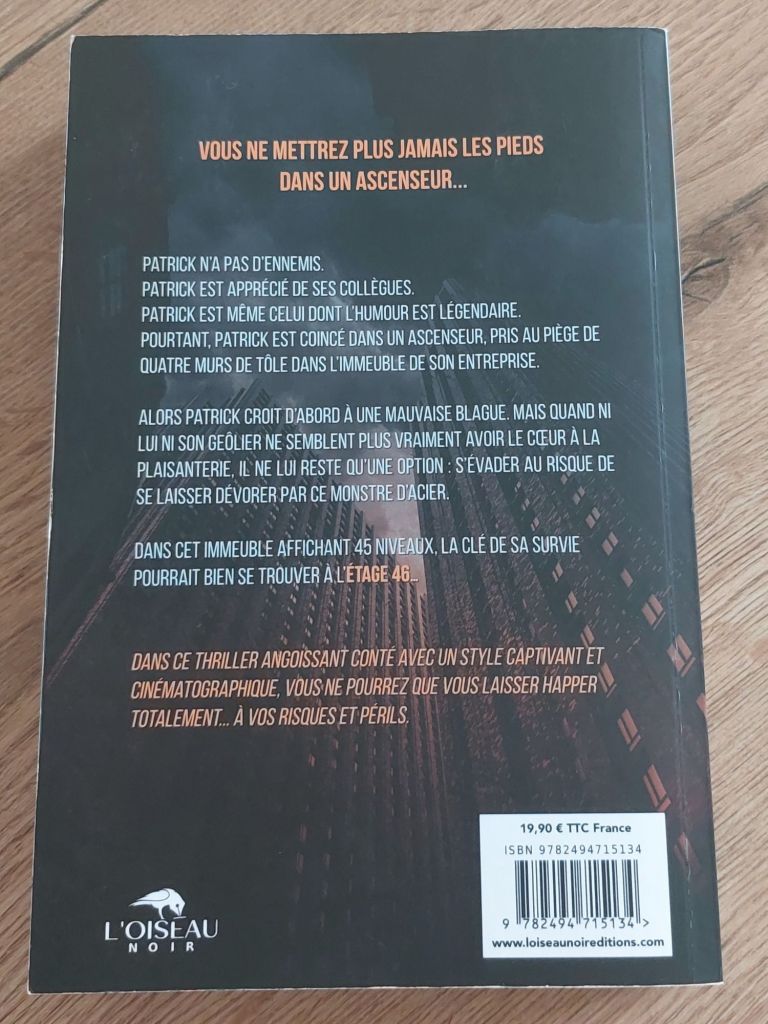 VOUS NE METTREZ PLUS JAMAIS LES PIEDS
DANS UN ASCENSEUR...
PATRICK N'A PAS D'ENNEMIS.
PATRICK EST APPRÉCIÉ DE SES COLLÈGUES.
PATRICK EST MÊME CELUI DONT L'HUMOUR EST LÉGENDAIRE.
POURTANT, PATRICK EST COINCÉ DANS UN ASCENSEUR, PRIS AU PIÈGE DE
QUATRE MURS DE TÔLE DANS L'IMMEUBLE DE SON ENTREPRISE.
ALORS PATRICK CROIT D'ABORD À UNE MAUVAISE BLAGUE. MAIS QUAND NI
LUI NI SON GEÔLIER NE SEMBLENT PLUS VRAIMENT AVOIR LE CŒUR À LA
PLAISANTERIE, IL NE LUI RESTE QU'UNE OPTION : S'ÉVADER AU RISQUE DE
SE LAISSER DÉVORER PAR CE MONSTRE D'ACIER.
DANS CET IMMEUBLE AFFICHANT 45 NIVEAUX, LA CLÉ DE SA SURVIE
POURRAIT BIEN SE TROUVER À L'ÉTAGE 46...
DANS CE THRILLER ANGOISSANT CONTÉ AVEC UN STYLE CAPTIVANT ET
CINÉMATOGRAPHIQUE, VOUS NE POURREZ QUE VOUS LAISSER HAPPER
TOTALEMENT... À VOS RISQUES ET PÉRILS.
19,90 € TTC France
ISBN 9782494715134
9 782494 715134 >
www.loiseaunoireditions.com
L'OISEAU
NOIR